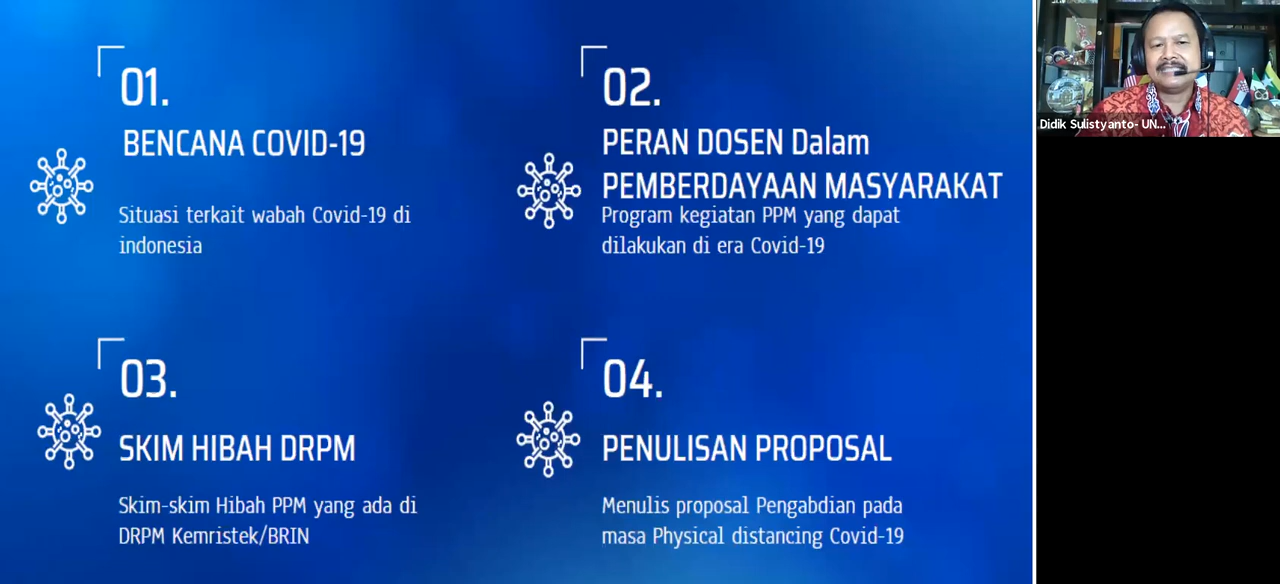 01.
BENCANA COVID-19
Situasi terkait wabah Covid-19 di
indonesia
02.
PERAN DOSEN Dalam
PEMBERDAYAAN MASYARAKAT
Program kegiatan PPM yang dapat
dilakukan di era Covid-19
03.
SKIM HIBAH DRPM
Skim-skim Hibah PPM yang ada di
DRPM Kemristek/BRIN
04.
PENULISAN PROPOSAL
Menulis proposal Pengabdian pada
masa Physical distancing Covid-19
Didik Sulistyanto- UN...